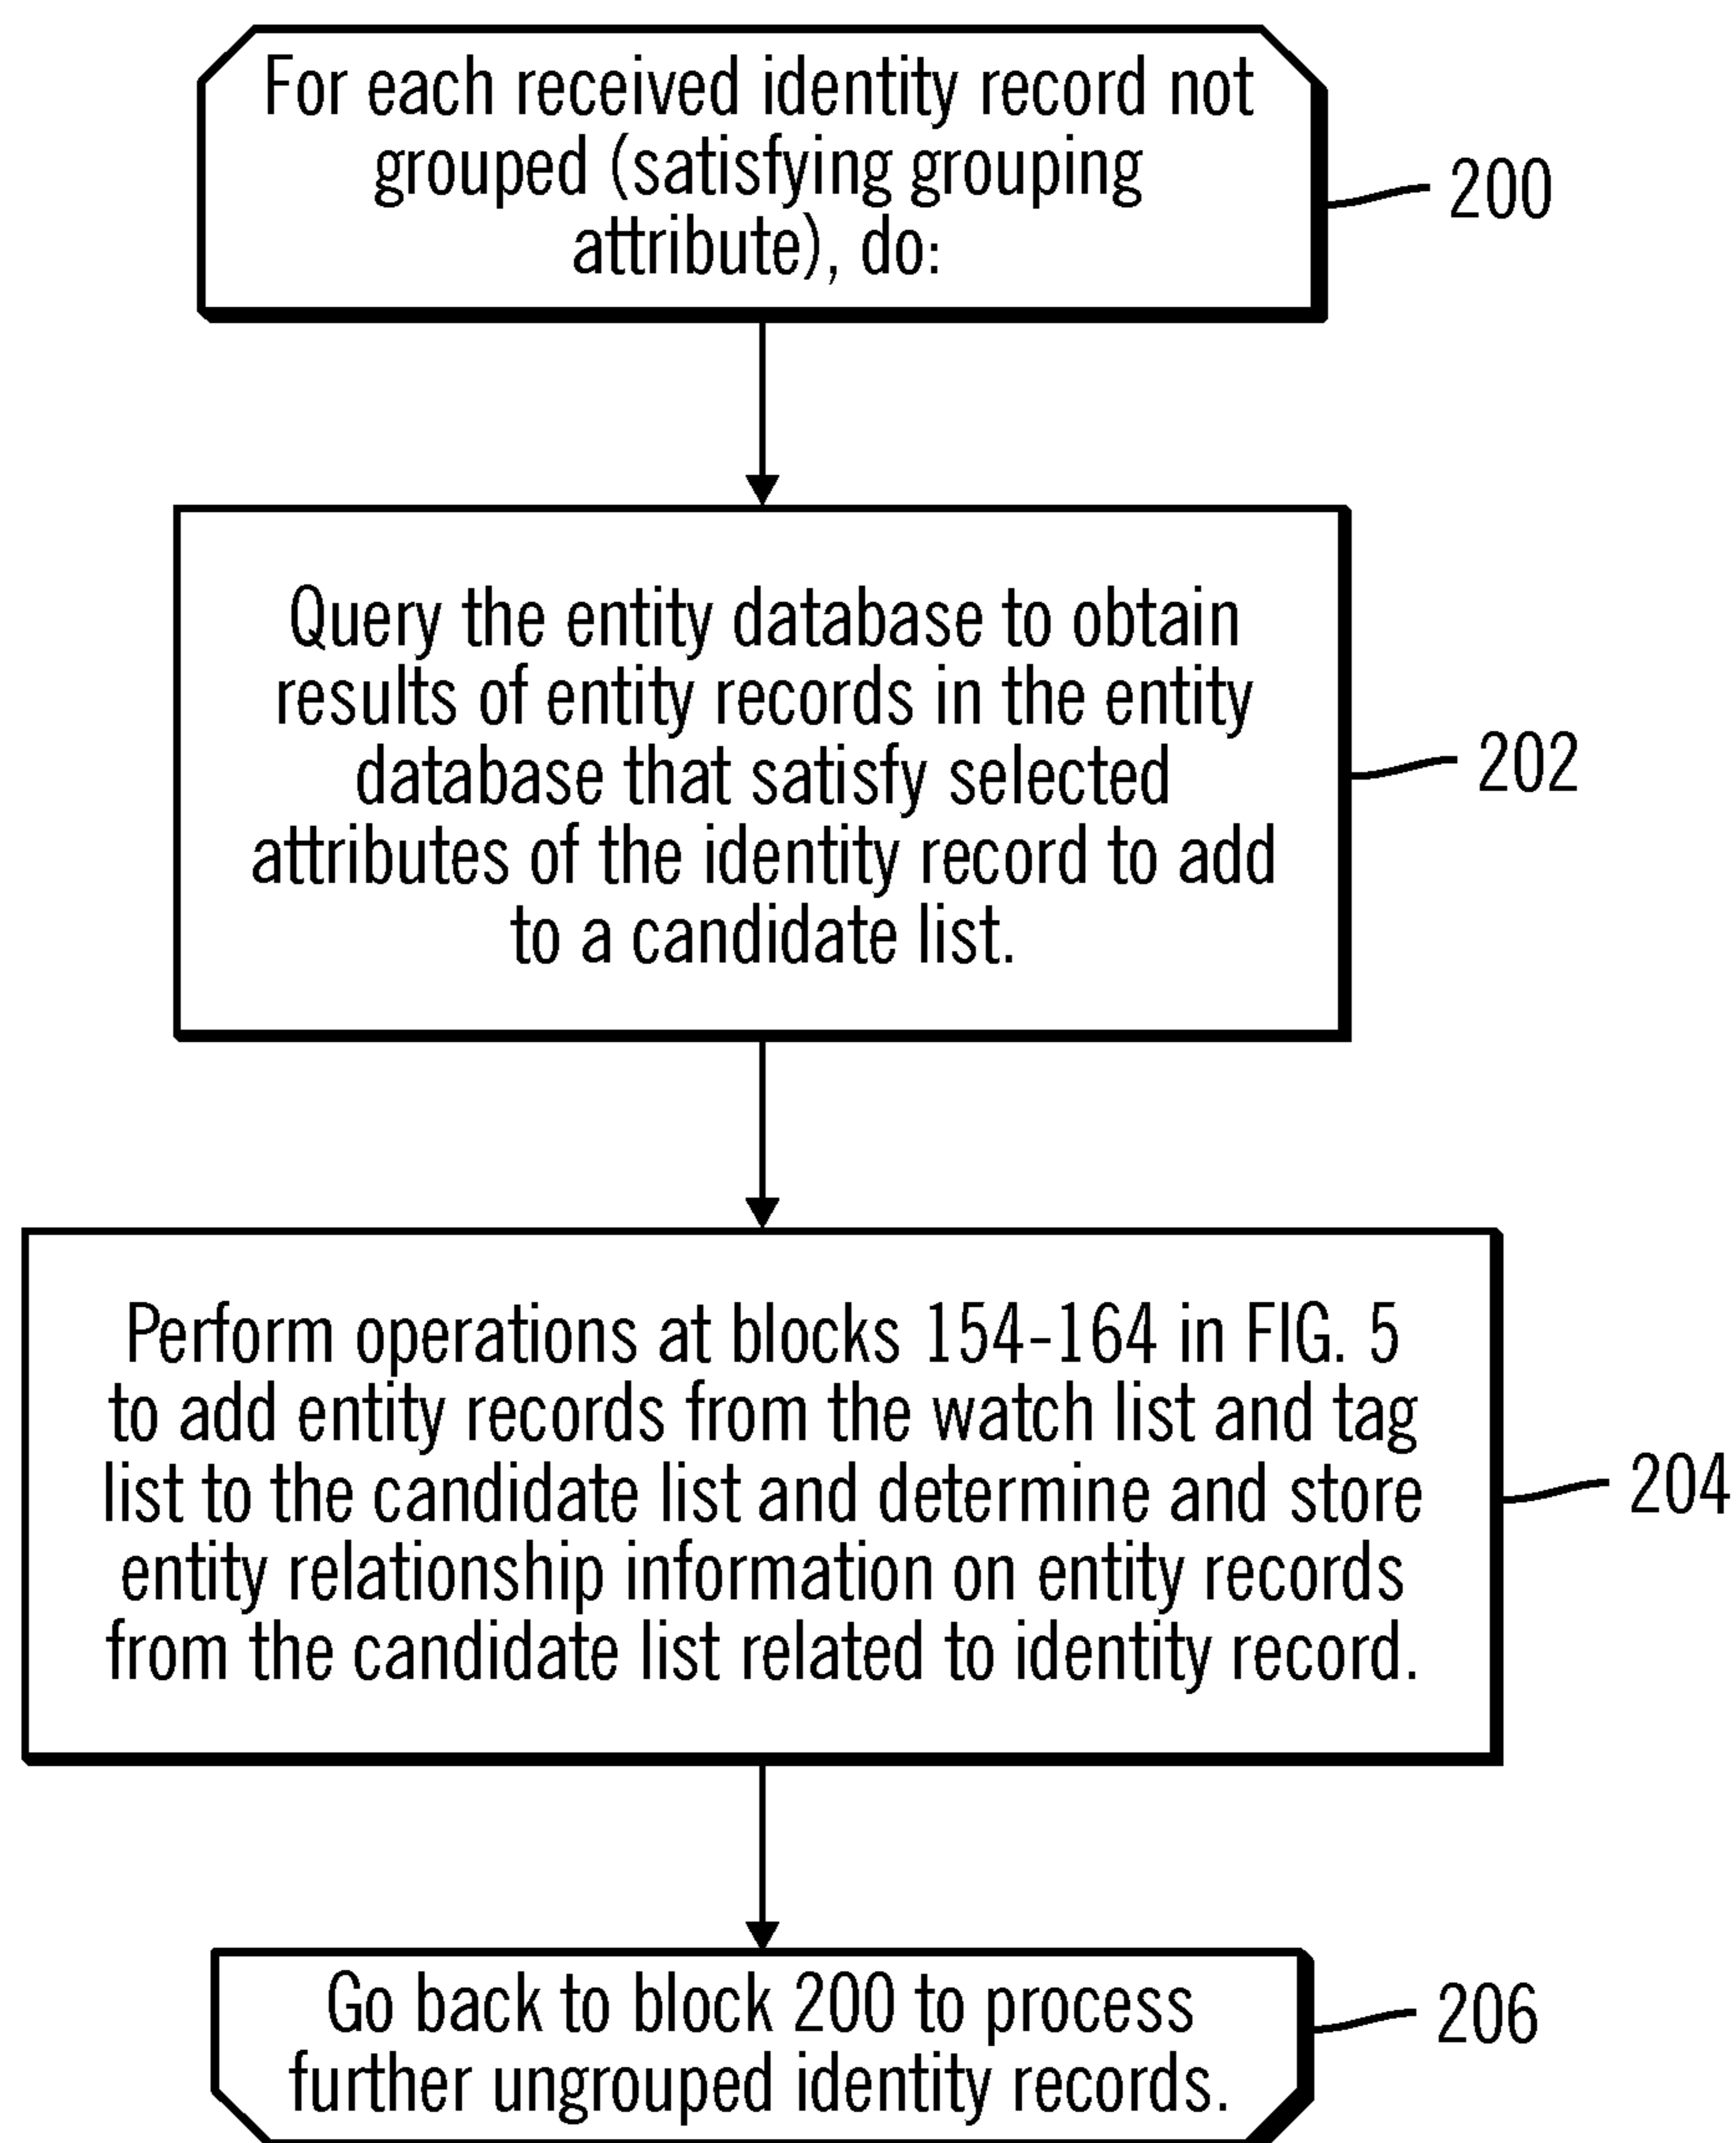 For each received identity record not
grouped (satisfying grouping
attribute), do:
200
Query the entity database to obtain
results of entity records in the entity
database that satisfy selected
attributes of the identity record to add
to a candidate list.
202
Perform operations at blocks 154-164 in FIG. 5
to add entity records from the watch list and tag
list to the candidate list and determine and store
entity relationship information on entity records
from the candidate list related to identity record.
204
Go back to block 200 to process
further ungrouped identity records.
206